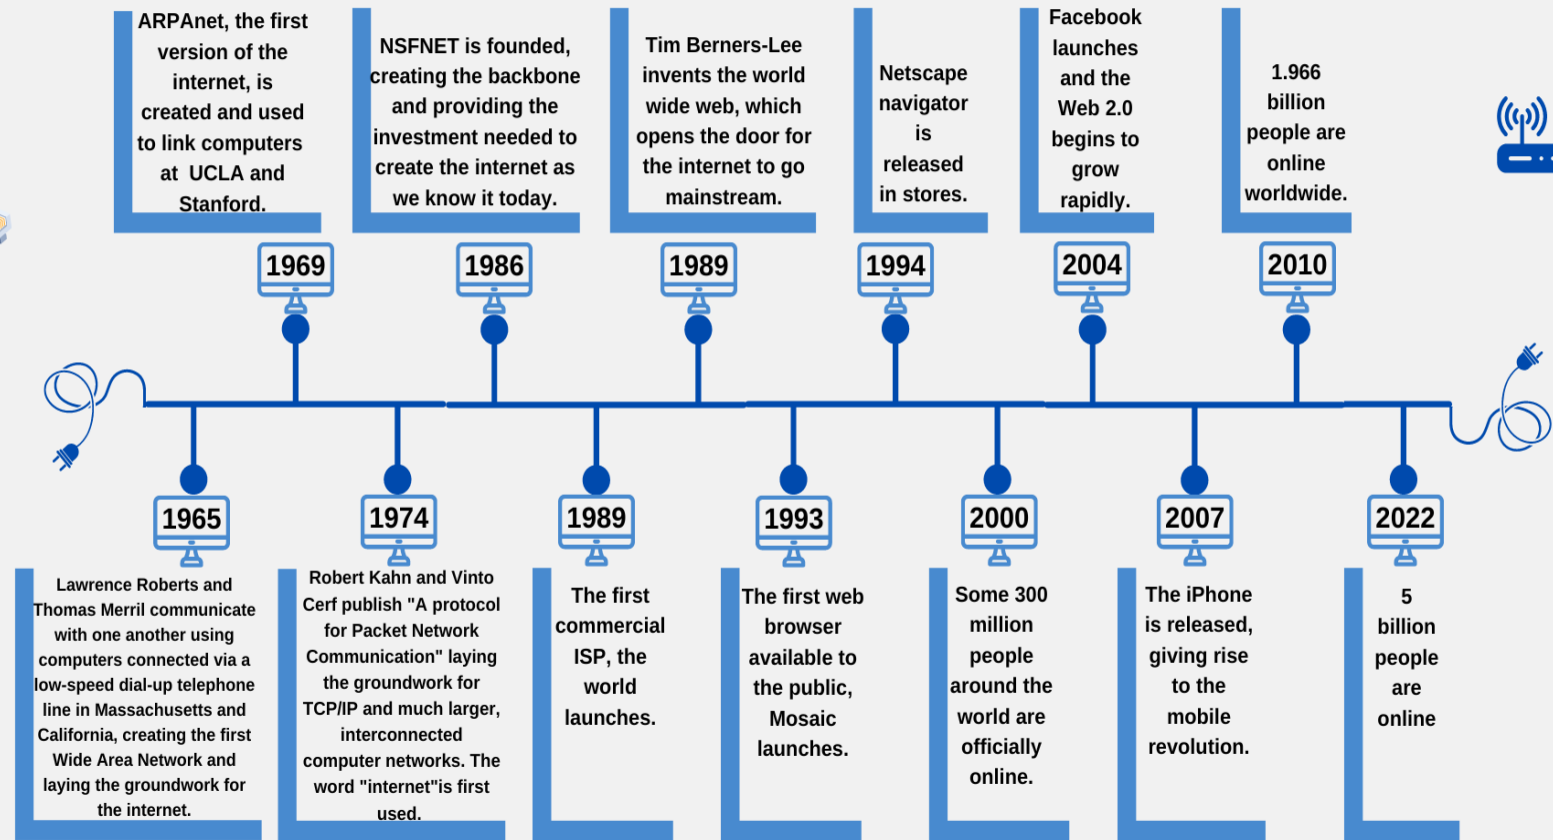 ARPAnet, the first
version of the
internet, is
created and used
to link computers
at UCLA and
Stanford.
NSFNET is founded,
creating the backbone
and providing the
investment needed to
create the internet as
we know it today.
Tim Berners-Lee
invents the world
wide web, which
opens the door for
the internet to go
mainstream.
Netscape
navigator
is
released
in stores.
Facebook
launches
and the
Web 2.0
begins to
grow
rapidly.
1.966
billion
people are
online
worldwide.
1969
1986
1989
1994
2004
2010
1965
1974
1989
1993
2000
2007
2022
Lawrence Roberts and
Thomas Merril communicate
with one another using
computers connected via a
low-speed dial-up telephone
line in Massachusetts and
California, creating the first
Wide Area Network and
laying the groundwork for
the internet.
Robert Kahn and Vinto
Cerf publish "A protocol
for Packet Network
Communication" laying
the groundwork for
TCP/IP and much larger,
interconnected
computer networks. The
word "internet"is first
used.
The first
commercial
ISP, the
world
launches.
The first web
browser
available to
the public,
Mosaic
launches.
Some 300
million
people
around the
world are
officially
online.
The iPhone
is released,
giving rise
to the
mobile
revolution.
5
billion
people
are
online